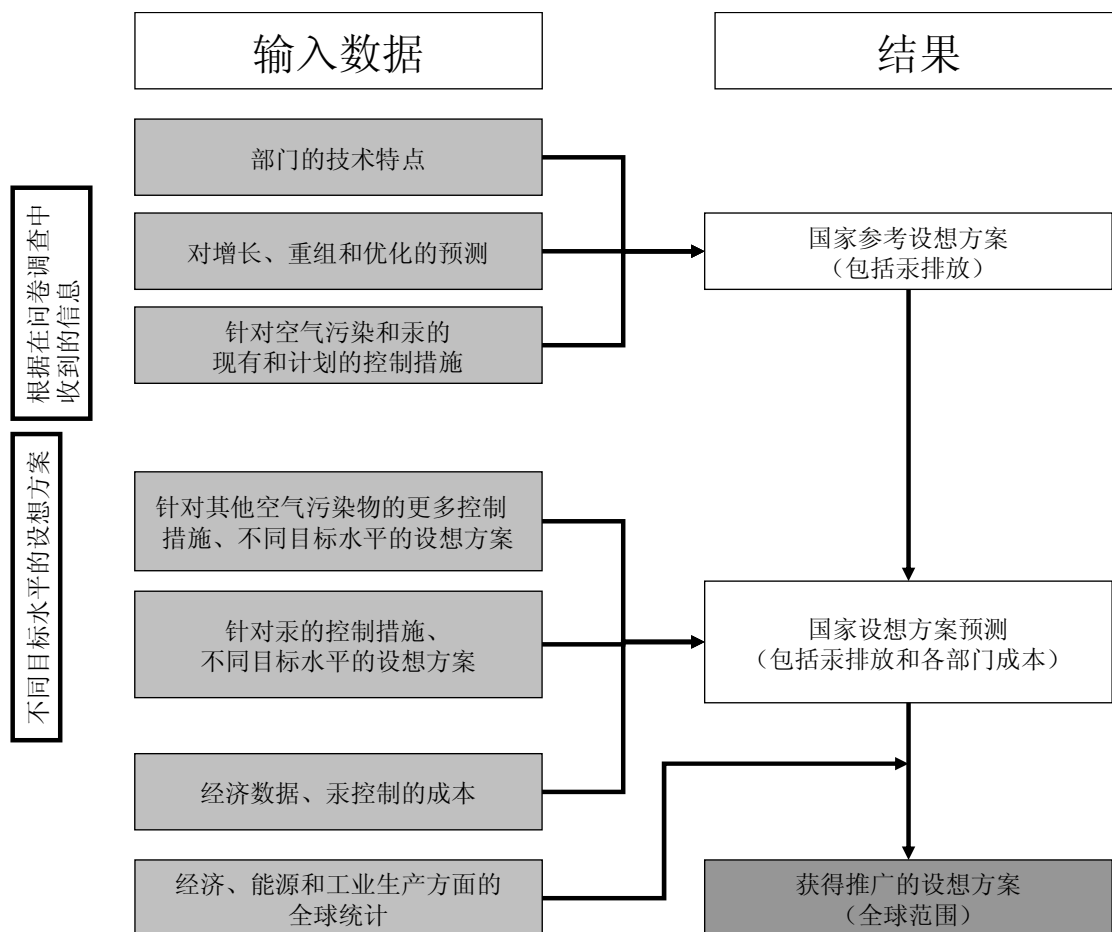 输入数据
结果
根据在问卷调查中
收到的信息
部门的技术特点
对增长、重组和优化的预测
针对空气污染和汞的
现有和计划的控制措施
国家参考设想方案
（包括汞排放）
不同目标水平的设想方案
针对其他空气污染物的更多控制
措施、不同目标水平的设想方案
针对汞的控制措施、
不同目标水平的设想方案
经济数据、汞控制的成本
国家设想方案预测
（包括汞排放和各部门成本）
经济、能源和工业生产方面的
全球统计
获得推广的设想方案
（全球范围）